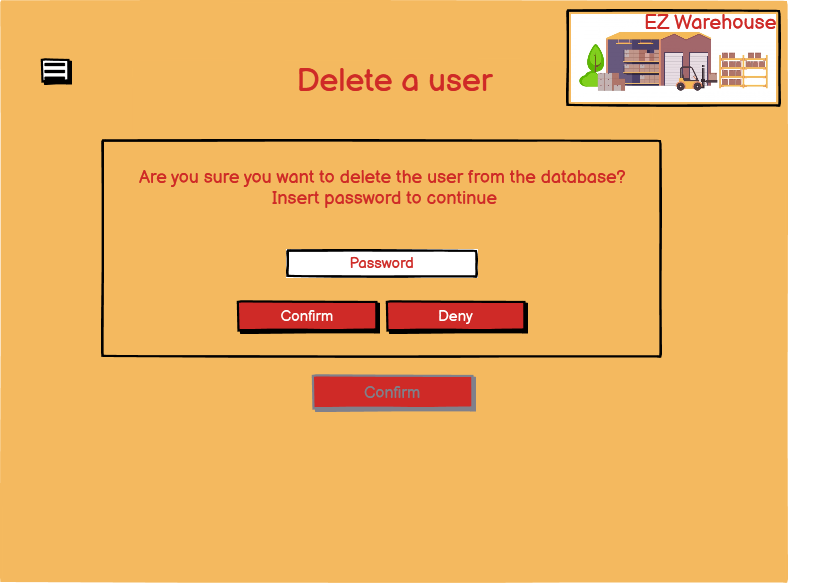 EZ Warehouse
Delete a user
Are you sure you want to delete the user from the database?
Insert password to continue
Password
Confirm
Deny
Confirm